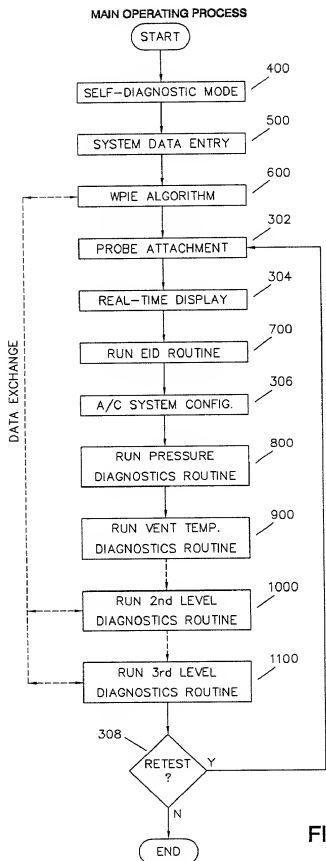 MAIN OPERATING PROCESS
START
400
SELF-DIAGNOSTIC MODE
500
SYSTEM DATA ENTRY
600
WPIE ALGORITHM
302
PROBE ATTACHMENT
304
REAL-TIME DISPLAY
700
RUN EID ROUTINE
306
A/C SYSTEM CONFIG.
800
RUN PRESSURE
DIAGNOSTICS ROUTINE
900
RUN VENT TEMP.
DIAGNOSTICS ROUTINE
1000
RUN 2nd LEVEL
DIAGNOSTICS ROUTINE
1100
RUN 3rd LEVEL
DIAGNOSTICS ROUTINE
DATA EXCHANGE
308
RETEST
?
Y
N
END
FI